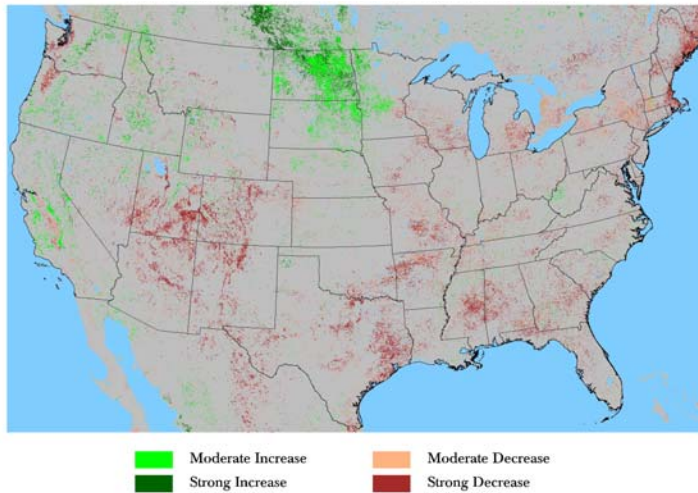 Moderate Increase
Moderate Decrease
Strong Increase
Strong Decrease